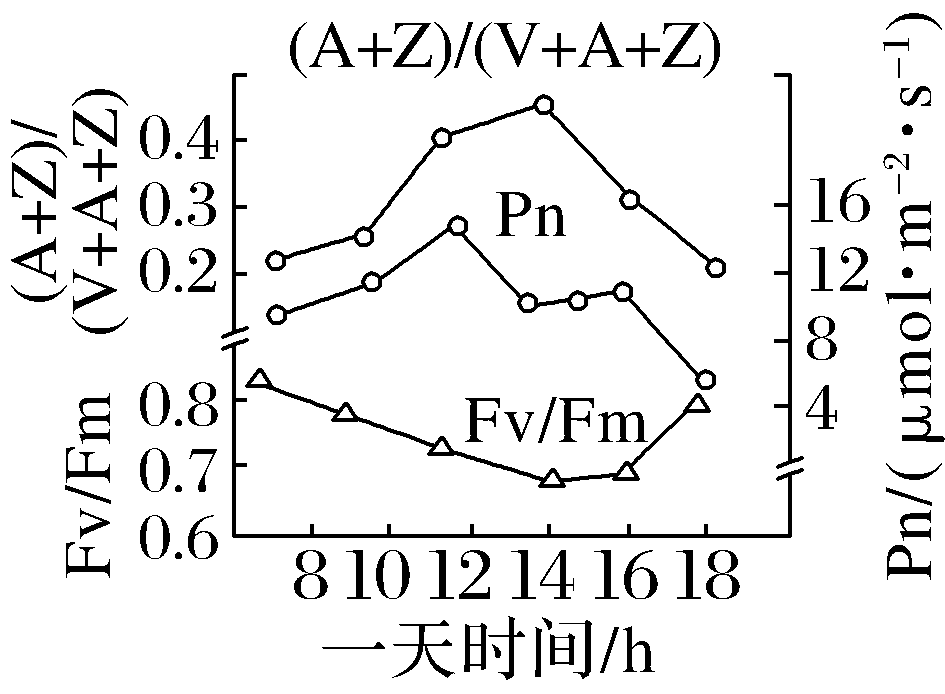 (A+Z)/(V+A+Z)
(A+Z)/
(V+A+Z)
0.4
0.3
0.2
Fv/Fm
0.8
0.7
0.6
Pn
Fv/Fm
16
12
8
4
Pn/( μmol·m⁻²·s⁻¹)
8 10 12 14 16 18
一天时间/h